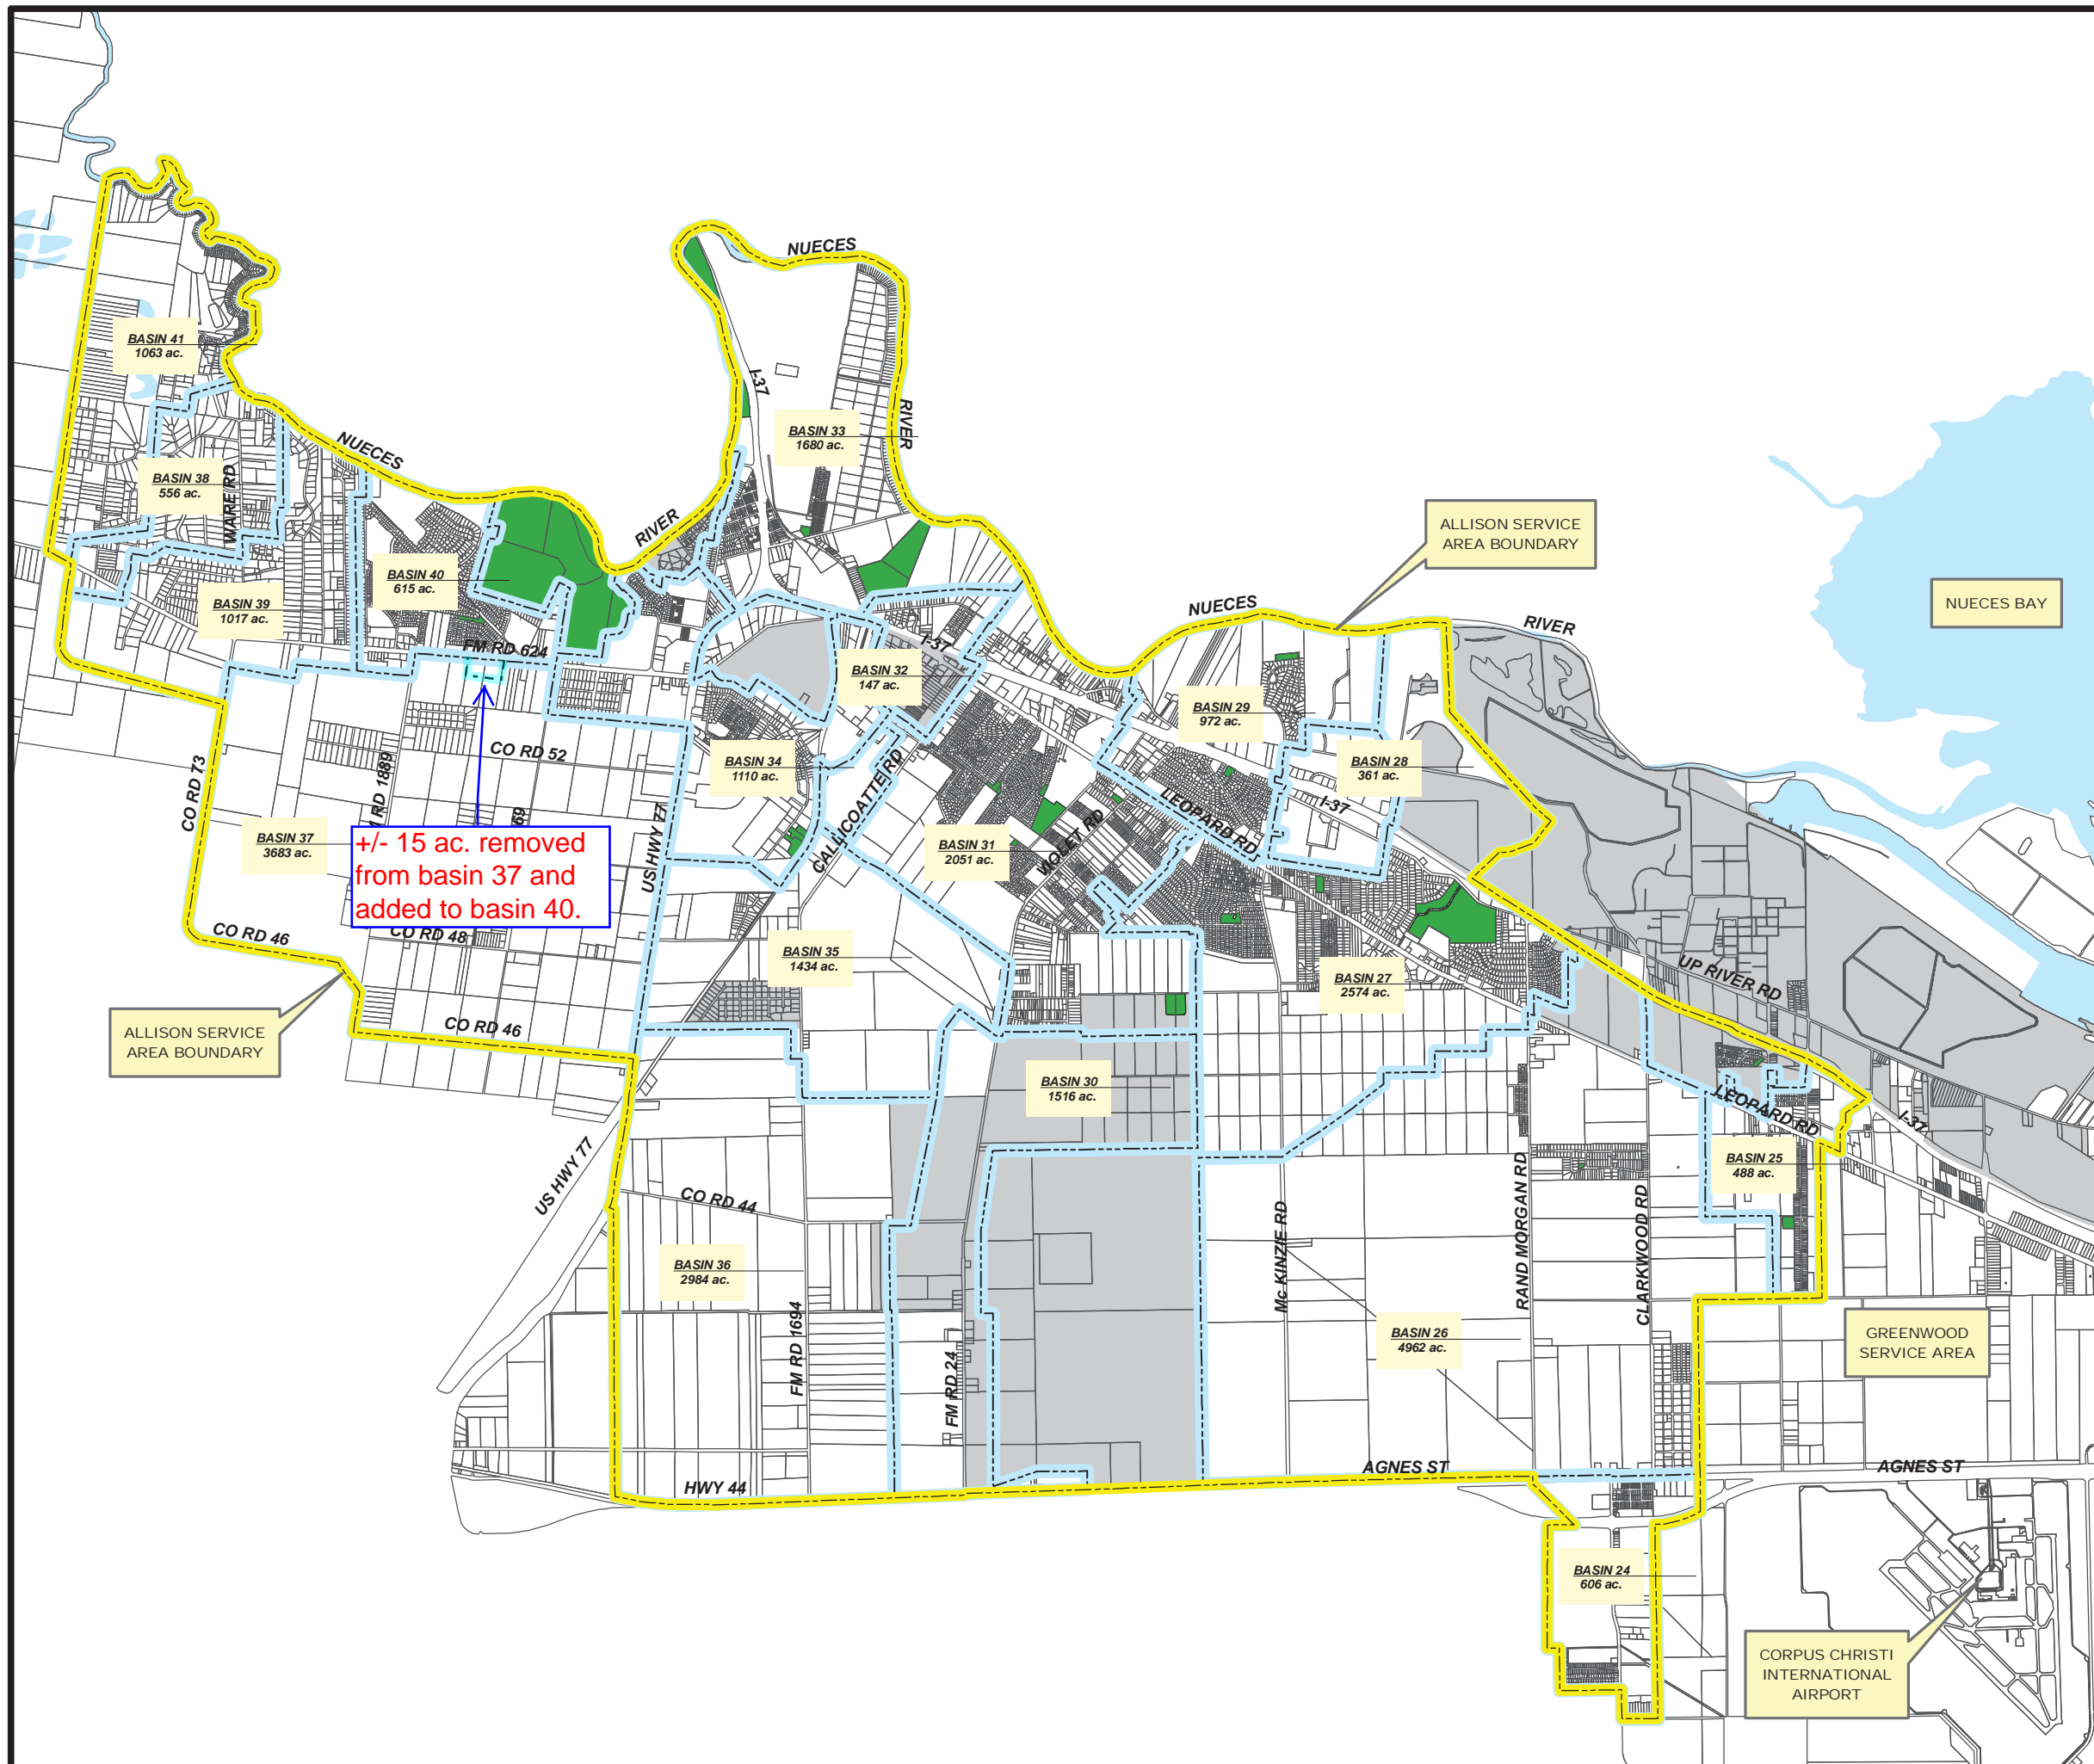 NUECES
RIVER
I-37
BASIN 41
1063 ac.
BASIN 33
1680 ac.
NUECES
RIVER
BASIN 38
556 ac.
WARE RD
BASIN 40
615 ac.
BASIN 39
1017 ac.
FM RD 624
ALLISON SERVICE
AREA BOUNDARY
NUECES
RIVER
NUECES BAY
I-37
BASIN 32
147 ac.
BASIN 29
972 ac.
BASIN 28
361 ac.
I-37
CO RD 52
BASIN 34
1110 ac.
CO RD 73
RD 1889
69
US HWY 77
CALLICOATTE RD
LEOPARD RD
VIOLET RD
BASIN 37
3683 ac.
+/- 15 ac. removed
from basin 37 and
added to basin 40.
BASIN 31
2051 ac.
CO RD 46
CO RD 48
BASIN 35
1434 ac.
BASIN 27
2574 ac.
UP RIVER RD
ALLISON SERVICE
AREA BOUNDARY
CO RD 46
BASIN 30
1516 ac.
LEOPARD RD
I-37
US HWY 77
CO RD 44
BASIN 25
488 ac.
BASIN 36
2984 ac.
Mc KINZIE RD
RAND MORGAN RD
CLARKWOOD RD
FM RD 1694
FM RD 24
BASIN 26
4962 ac.
GREENWOOD
SERVICE AREA
HWY 44
AGNES ST
AGNES ST
BASIN 24
606 ac.
CORPUS CHRISTI
INTERNATIONAL
AIRPORT